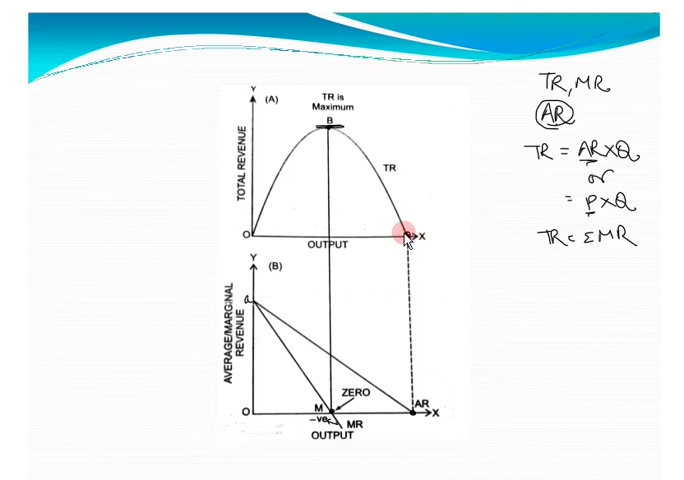 Y
(A)
TR is
Maximum
B
TR
TOTAL REVENUE
O
X
OUTPUT
Y
(B)
a
AVERAGE/MARGINAL
REVENUE
ZERO
M
AR
O
X
-ve
MR
OUTPUT
TR, MR
AR
TR = AR×Q
or
= P×Q
TR = ΣMR